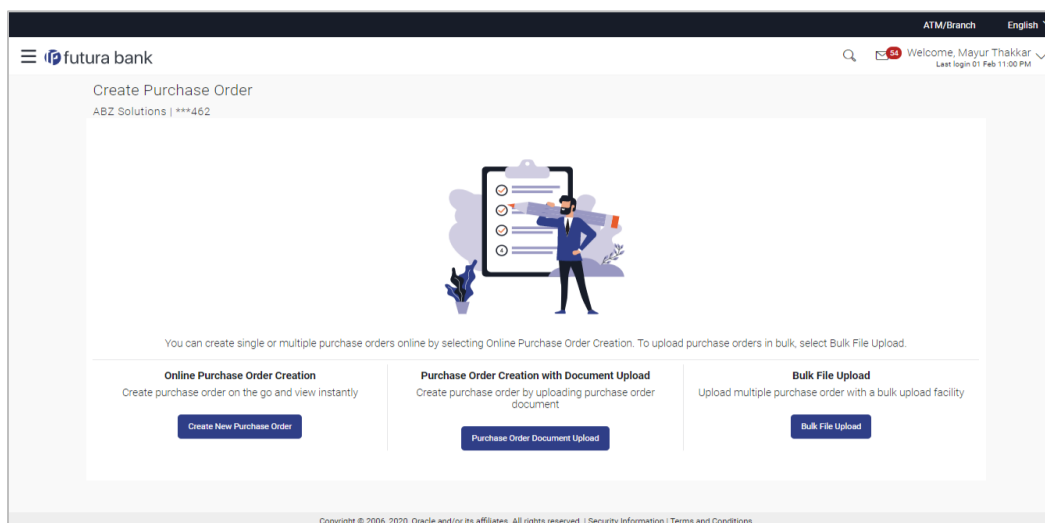 ATM/Branch English
futura bank
54 Welcome, Mayur Thakkar
Last login 01 Feb 11:00 PM
Create Purchase Order
ABZ Solutions | ***462
4
You can create single or multiple purchase orders online by selecting Online Purchase Order Creation. To upload purchase orders in bulk, select Bulk File Upload.
Online Purchase Order Creation
Create purchase order on the go and view instantly
Create New Purchase Order
Purchase Order Creation with Document Upload
Create purchase order by uploading purchase order
document
Purchase Order Document Upload
Bulk File Upload
Upload multiple purchase order with a bulk upload facility
Bulk File Upload
Copyright © 2006, 2020, Oracle and/or its affiliates. All rights reserved. | Security Information | Terms and Conditions